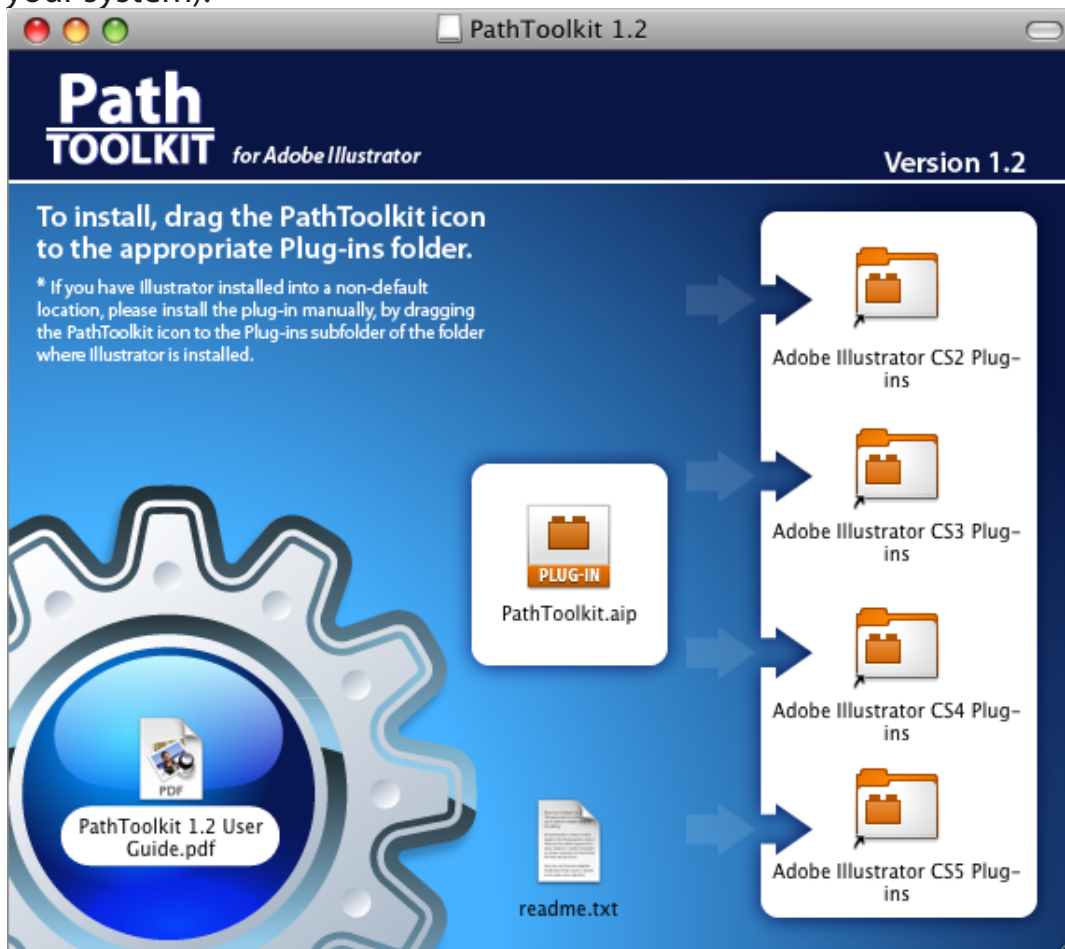 your system).
PathToolkit 1.2
Path
TOOLKIT for Adobe Illustrator
Version 1.2
To install, drag the PathToolkit icon
to the appropriate Plug-ins folder.
* If you have Illustrator installed into a non-default
location, please install the plug-in manually, by dragging
the PathToolkit icon to the Plug-ins subfolder of the folder
where Illustrator is installed.
Adobe Illustrator CS2 Plug-
ins
Adobe Illustrator CS3 Plug-
ins
PLUG-IN
PathToolkit.aip
Adobe Illustrator CS4 Plug-
ins
PDF
PathToolkit 1.2 User
Guide.pdf
readme.txt
Adobe Illustrator CS5 Plug-
ins